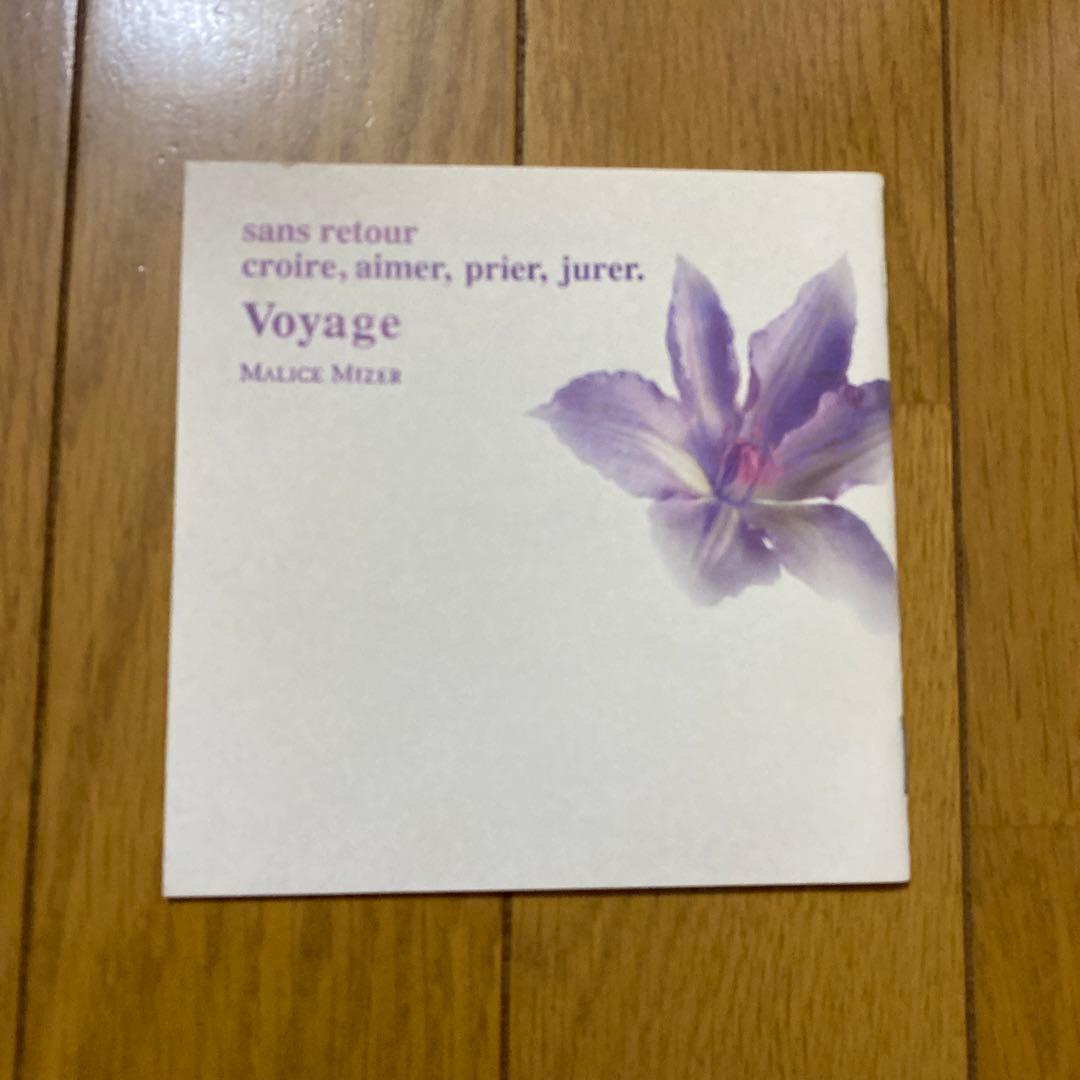 sans retour
croire, aimer, prier, jurer.
Voyage
MALICE MIZER